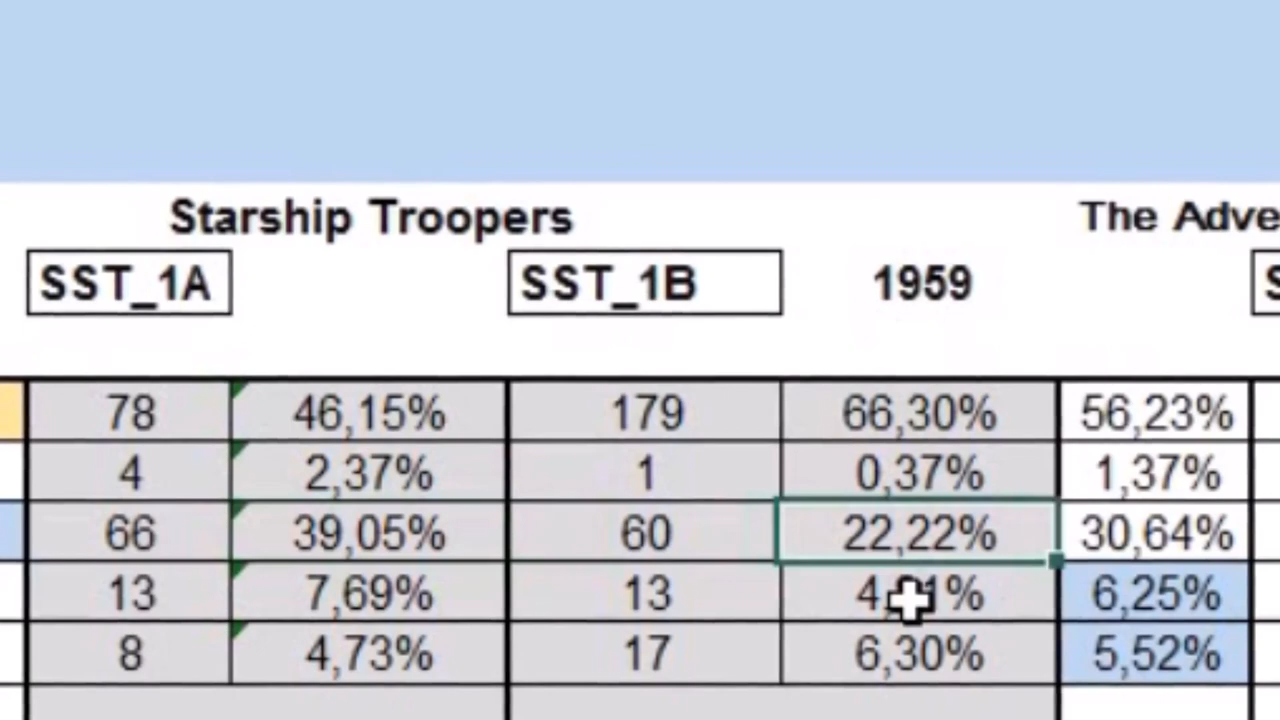 Starship Troopers The Adve
SST_1A SST_1B 1959 S
78 46,15% 179 66,30% 56,23%
4 2,37% 1 0,37% 1,37%
66 39,05% 60 22,22% 30,64%
13 7,69% 13 6,25%
8 4,73% 17 6,30% 5,52%